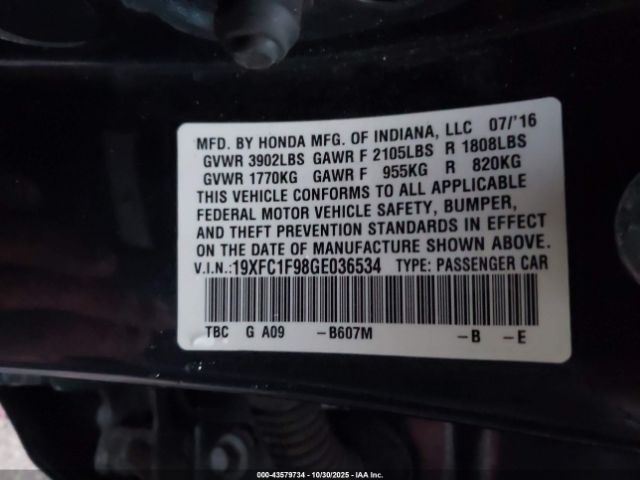 MFD. BY HONDA MFG. OF INDIANA, LLC 07/'16
GVWR 3902LBS GAWR F 2105LBS R 1808LBS
GVWR 1770KG GAWR F 955KG R 820KG
THIS VEHICLE CONFORMS TO ALL APPLICABLE
FEDERAL MOTOR VEHICLE SAFETY, BUMPER,
AND THEFT PREVENTION STANDARDS IN EFFECT
ON THE DATE OF MANUFACTURE SHOWN ABOVE.
V.I.N.:19XFC1F98GE036534 TYPE: PASSENGER CAR
TBC G A09 –B607M –B –E
000-43579734 | 10/30/2025 | IAA Inc.